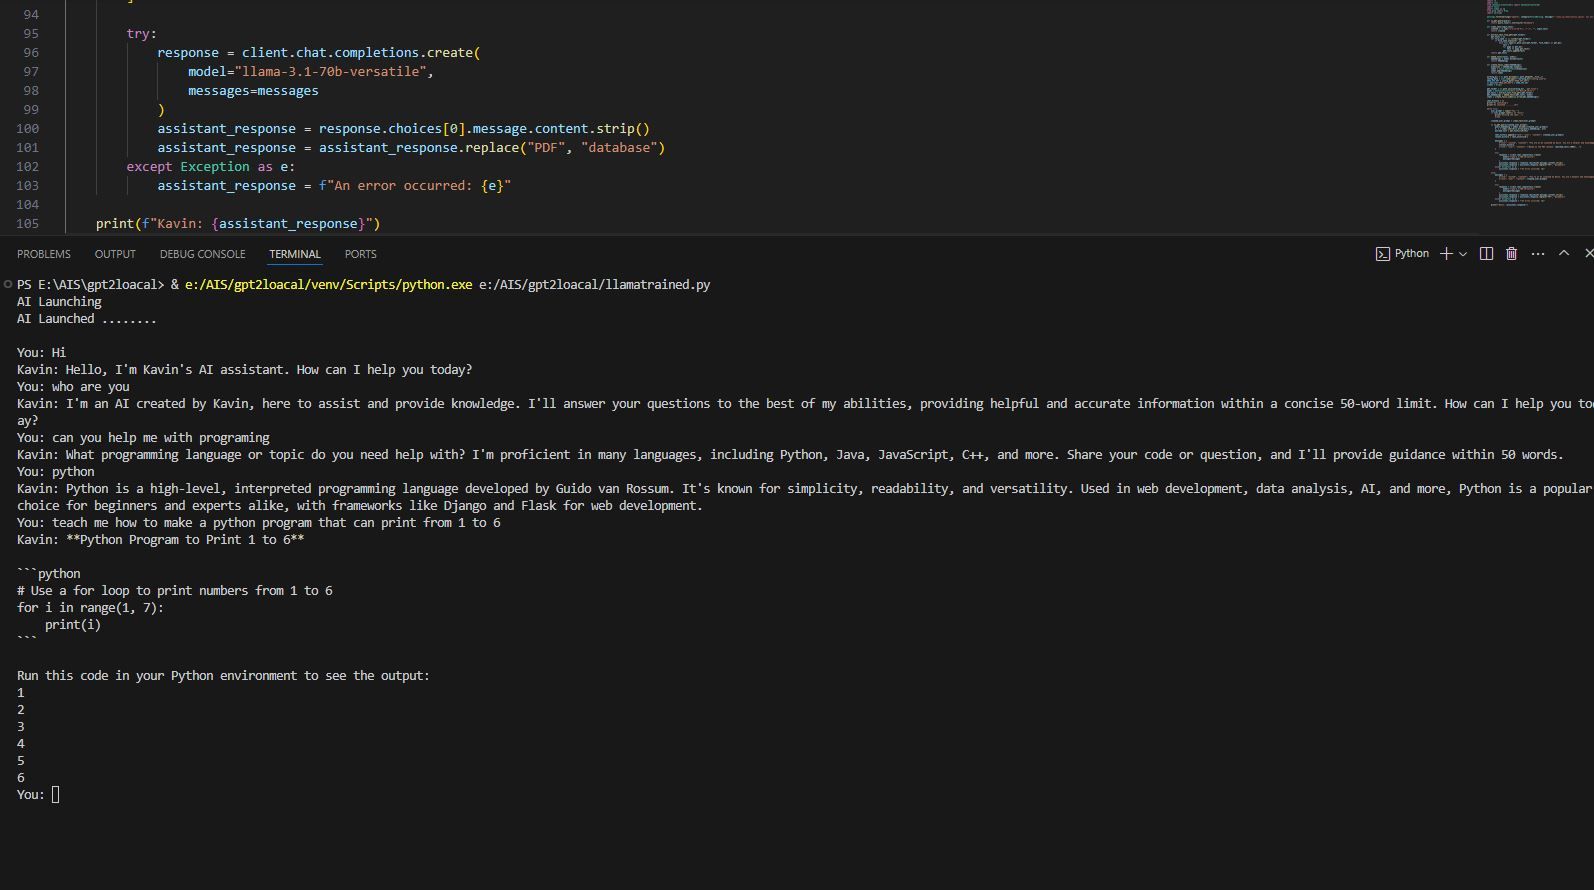 94
95 try:
96 response = client.chat.completions.create(
97 model="llama-3.1-70b-versatile",
98 messages=messages
99 )
100 assistant_response = response.choices[0].message.content.strip()
101 assistant_response = assistant_response.replace("PDF", "database")
102 except Exception as e:
103 assistant_response = f"An error occurred: {e}"
104
105 print(f"Kavin: {assistant_response}")
PROBLEMS OUTPUT DEBUG CONSOLE TERMINAL PORTS Python
PS E:\AIS\gpt2loacal> & e:/AIS/gpt2loacal/venv/Scripts/python.exe e:/AIS/gpt2loacal/llamatrained.py
AI Launching
AI Launched ........
You: Hi
Kavin: Hello, I'm Kavin's AI assistant. How can I help you today?
You: who are you
Kavin: I'm an AI created by Kavin, here to assist and provide knowledge. I'll answer your questions to the best of my abilities, providing helpful and accurate information within a concise 50-word limit. How can I help you tod
ay?
You: can you help me with programing
Kavin: What programming language or topic do you need help with? I'm proficient in many languages, including Python, Java, JavaScript, C++, and more. Share your code or question, and I'll provide guidance within 50 words.
You: python
Kavin: Python is a high-level, interpreted programming language developed by Guido van Rossum. It's known for simplicity, readability, and versatility. Used in web development, data analysis, AI, and more, Python is a popular
choice for beginners and experts alike, with frameworks like Django and Flask for web development.
You: teach me how to make a python program that can print from 1 to 6
Kavin: **Python Program to Print 1 to 6**
```python
# Use a for loop to print numbers from 1 to 6
for i in range(1, 7):
print(i)
```
Run this code in your Python environment to see the output:
1
2
3
4
5
6
You: